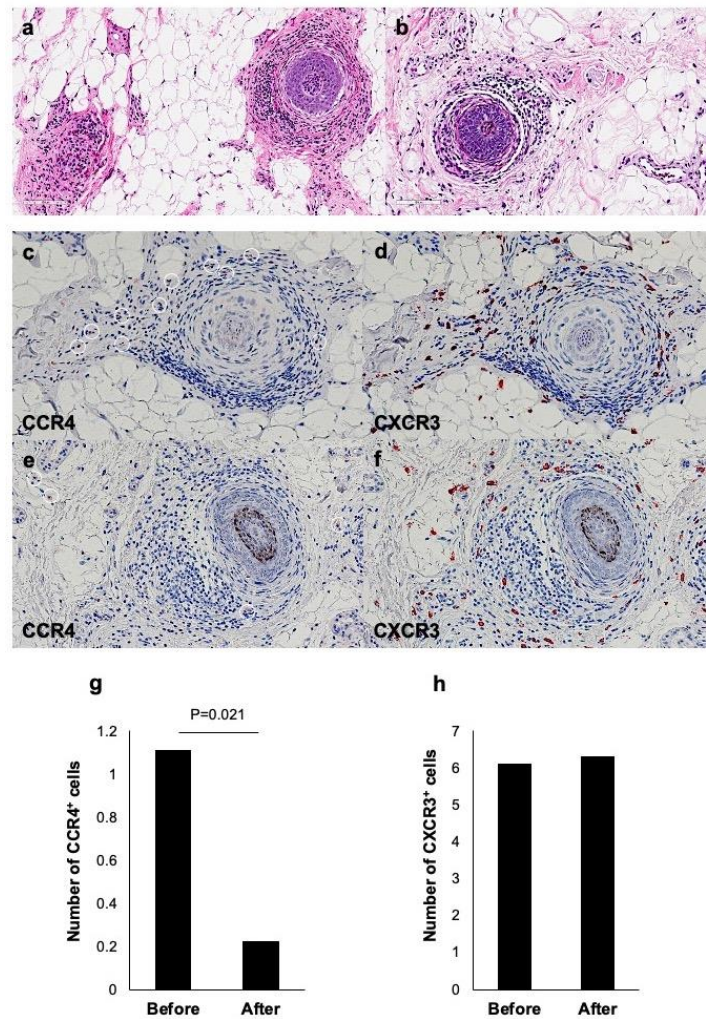 a
b
c
d
CCR4
CXCR3
e
f
CCR4
CXCR3
g
h
P=0.021
Number of CCR4+ cells
1.2
1
0.8
0.6
0.4
0.2
0
Before After
Number of CXCR3+ cells
7
6
5
4
3
2
1
0
Before After